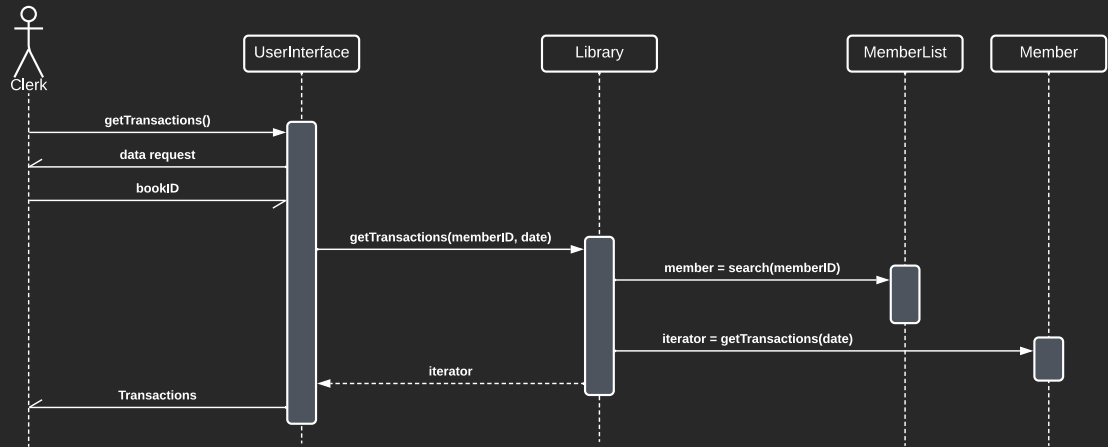 UserInterface
Library
MemberList
Member
Clerk
getTransactions()
data request
bookID
getTransactions(memberID, date)
member = search(memberID)
iterator = getTransactions(date)
iterator
Transactions